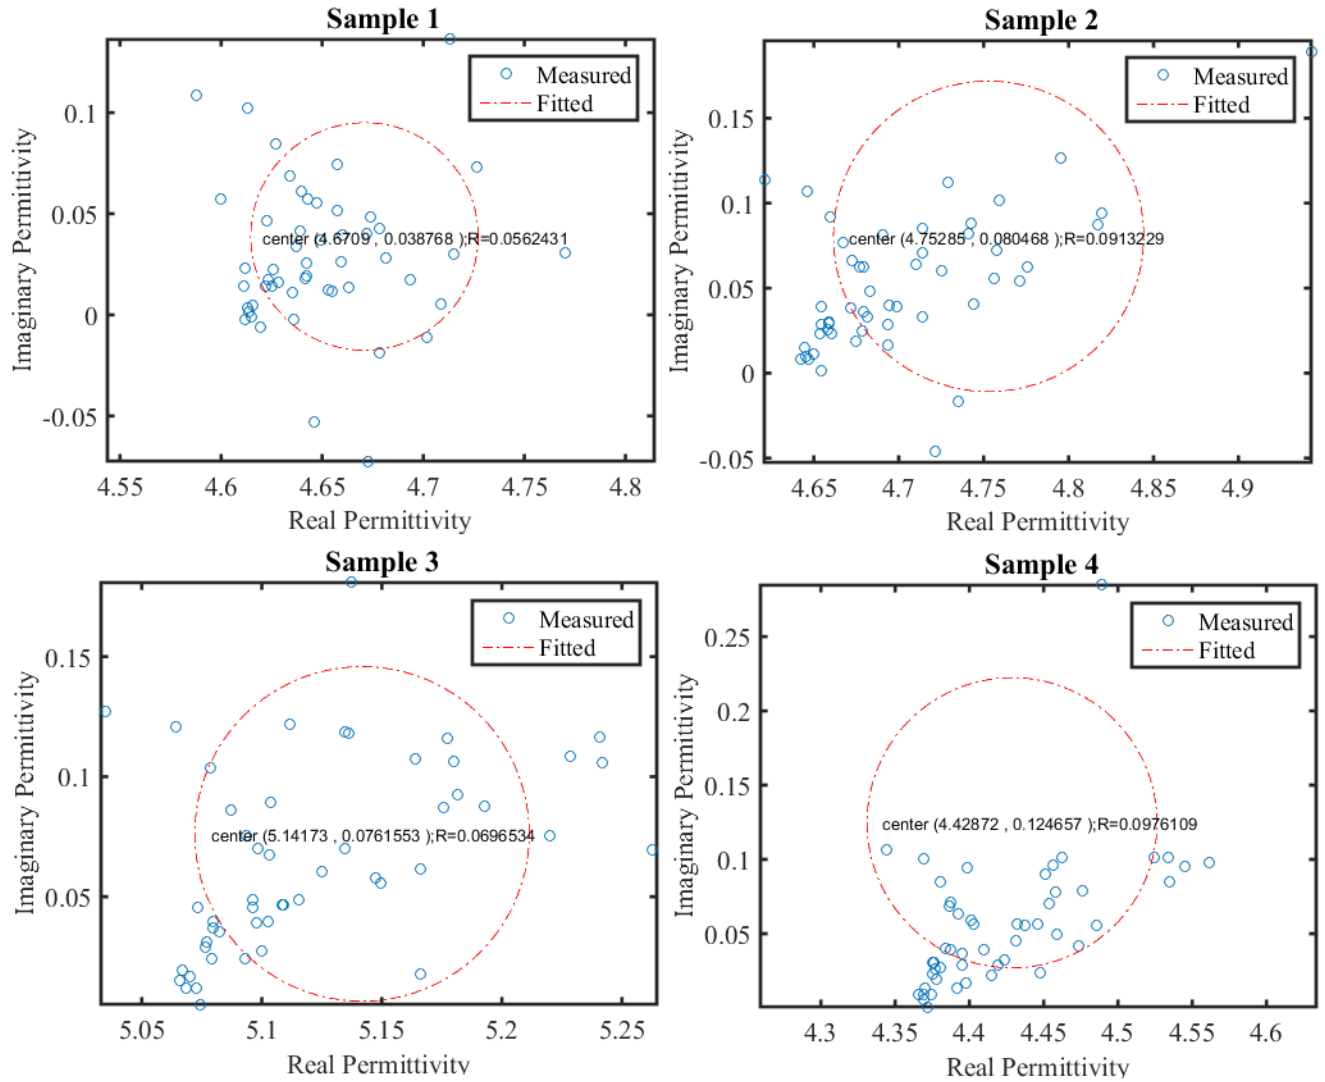 Sample 1
Measured
Fitted
0.1
0.05
0
-0.05
Imaginary Permittivity
center (4.6709 , 0.038768 );R=0.0562431
4.55 4.6 4.65 4.7 4.75 4.8
Real Permittivity
Sample 2
Measured
Fitted
0.15
0.1
0.05
0
-0.05
Imaginary Permittivity
center (4.75285 , 0.080468 );R=0.0913229
4.65 4.7 4.75 4.8 4.85 4.9
Real Permittivity
Sample 3
Measured
Fitted
0.15
0.1
0.05
Imaginary Permittivity
center (5.14173 , 0.0761553 );R=0.0696534
5.05 5.1 5.15 5.2 5.25
Real Permittivity
Sample 4
Measured
Fitted
0.25
0.2
0.15
0.1
0.05
Imaginary Permittivity
center (4.42872 , 0.124657 );R=0.0976109
4.3 4.35 4.4 4.45 4.5 4.55 4.6
Real Permittivity